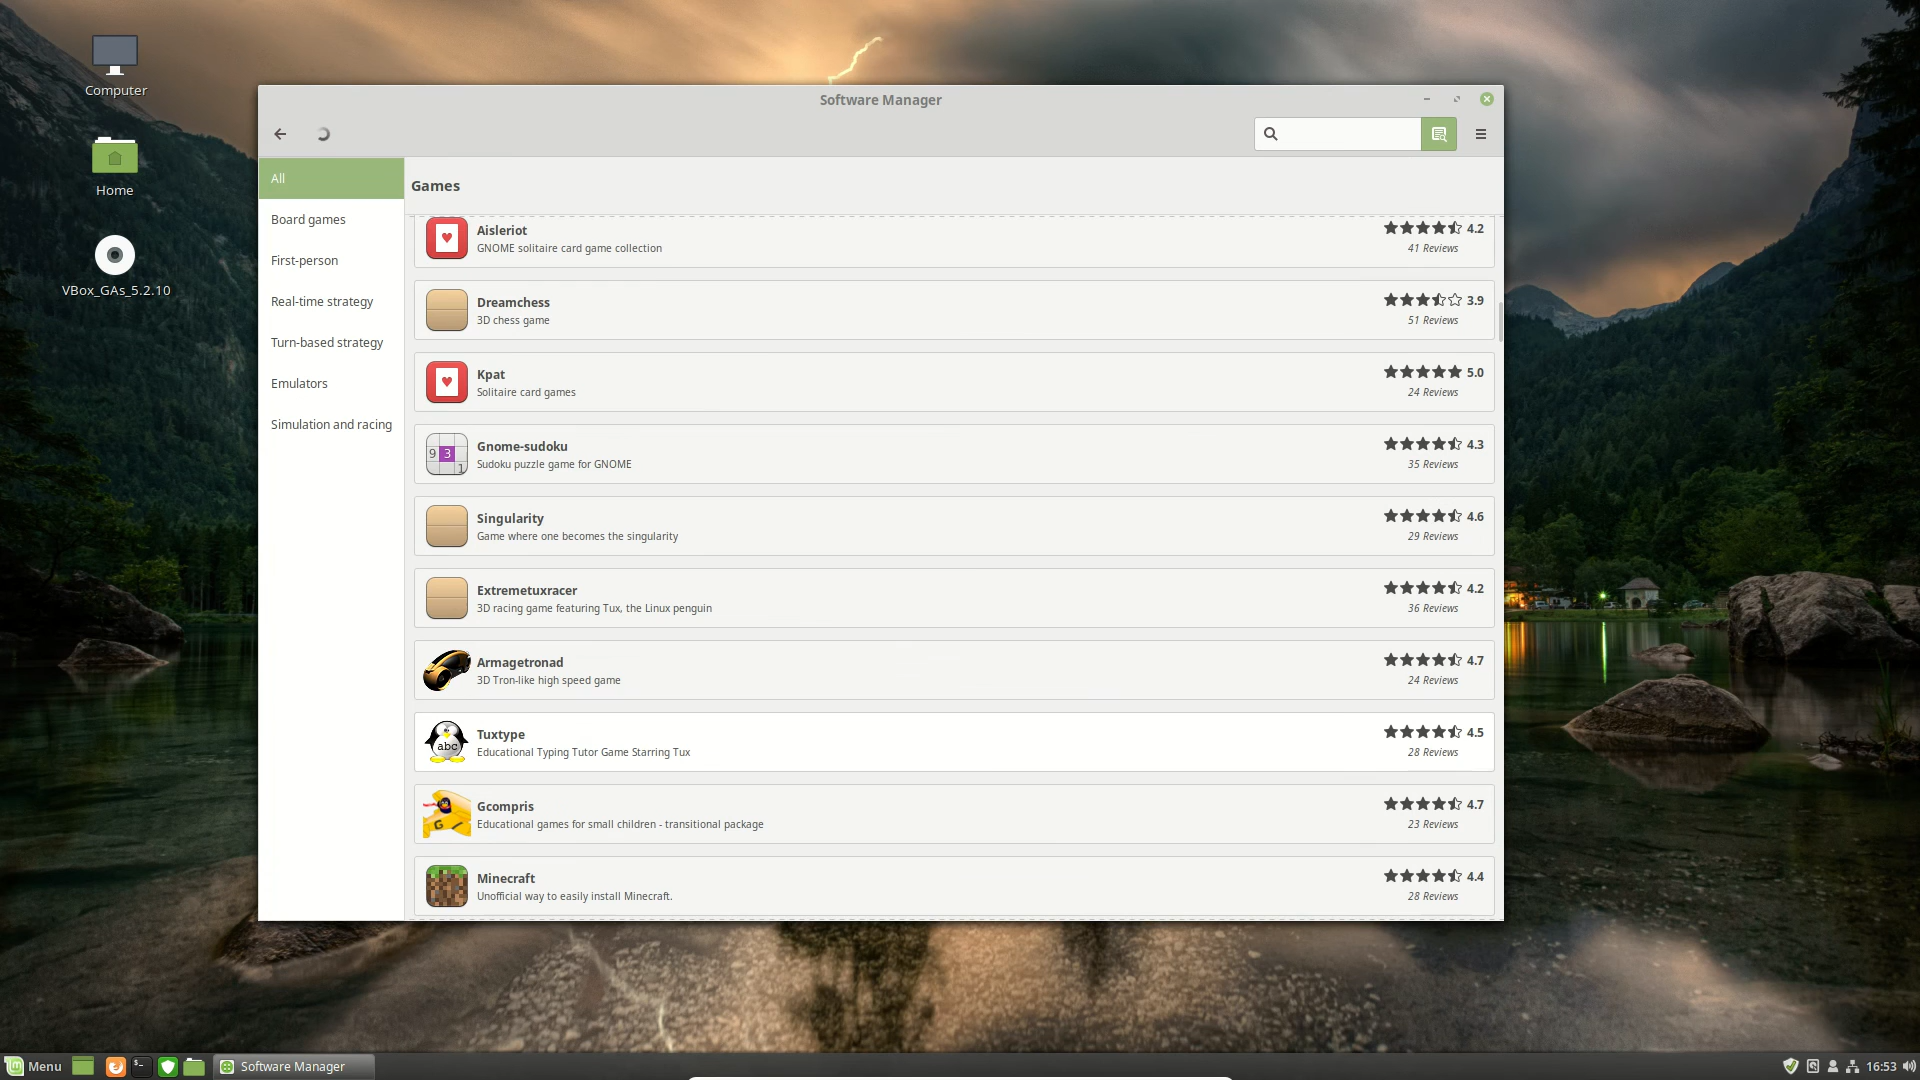 Computer
Home
VBox_GAs_5.2.10
Software Manager
All
Board games
First-person
Real-time strategy
Turn-based strategy
Emulators
Simulation and racing
Games
Aisleriot
GNOME solitaire card game collection
4.2
41 Reviews
Dreamchess
3D chess game
3.9
51 Reviews
Kpat
Solitaire card games
5.0
24 Reviews
9 3
1
Gnome-sudoku
Sudoku puzzle game for GNOME
4.3
35 Reviews
Singularity
Game where one becomes the singularity
4.6
29 Reviews
Extremetuxracer
3D racing game featuring Tux, the Linux penguin
4.2
36 Reviews
Armagetronad
3D Tron-like high speed game
4.7
24 Reviews
abc
Tuxtype
Educational Typing Tutor Game Starring Tux
4.5
28 Reviews
G
Gcompris
Educational games for small children - transitional package
4.7
23 Reviews
Minecraft
Unofficial way to easily install Minecraft.
4.4
28 Reviews
Menu
$_
Software Manager
16:53